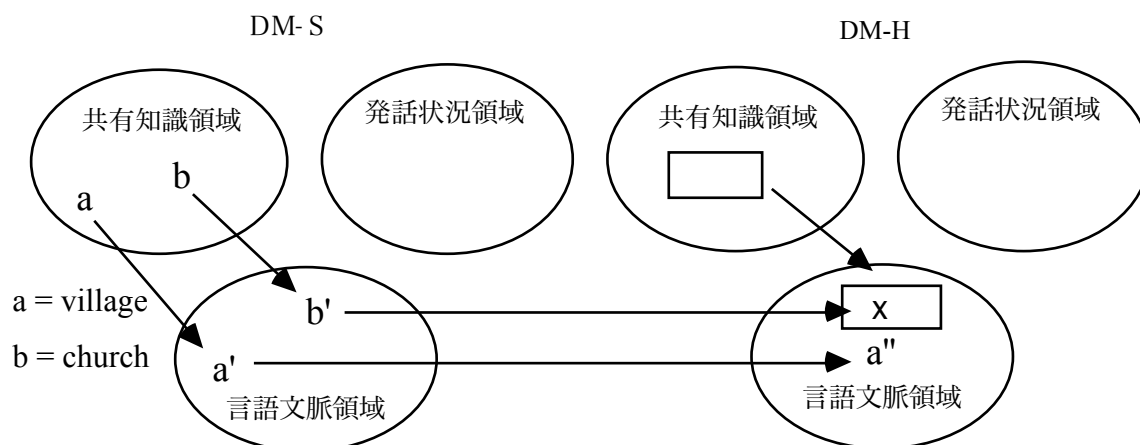 DM- S
DM-H
共有知識領域
発話状況領域
共有知識領域
発話状況領域
b
a
a = village
b'
x
b = church
a'
a"
言語文脈領域
言語文脈領域